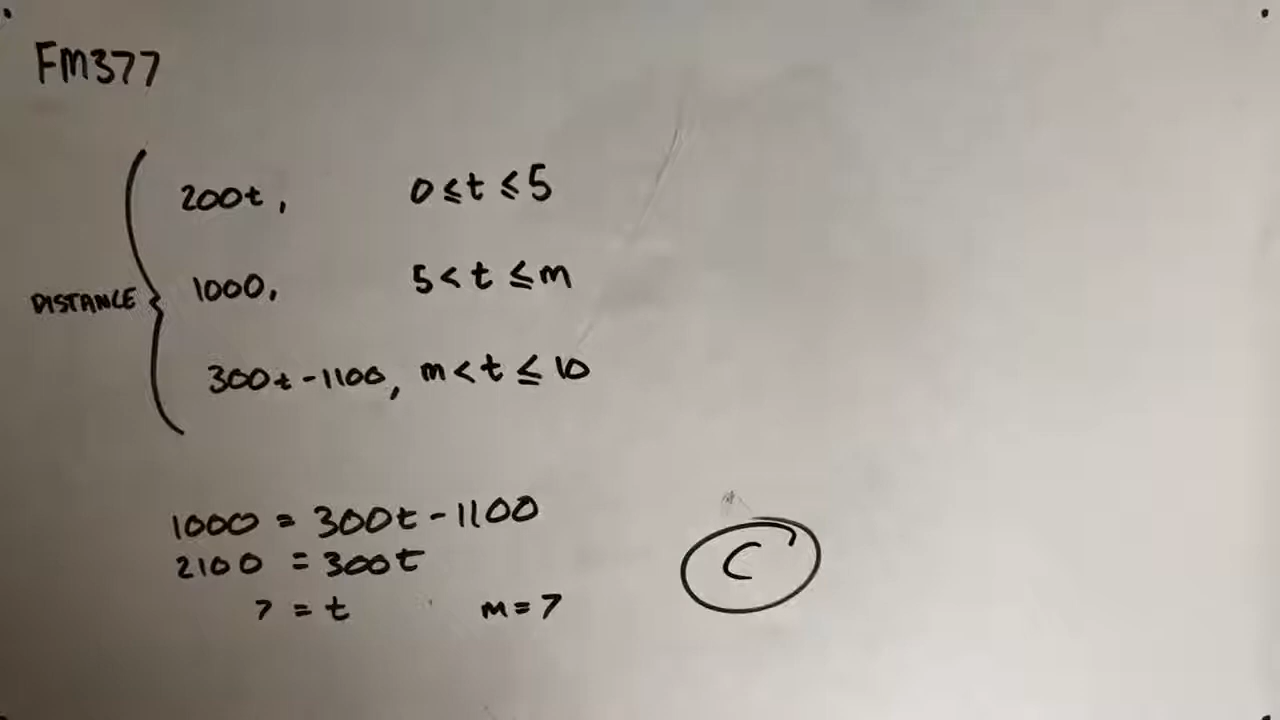 FM377
200t, 0≤t≤5
1000, 5<t≤m
DISTANCE {
300t-1100, m<t≤10
1000 = 300t-1100
2100 = 300t
7 = t m=7
C